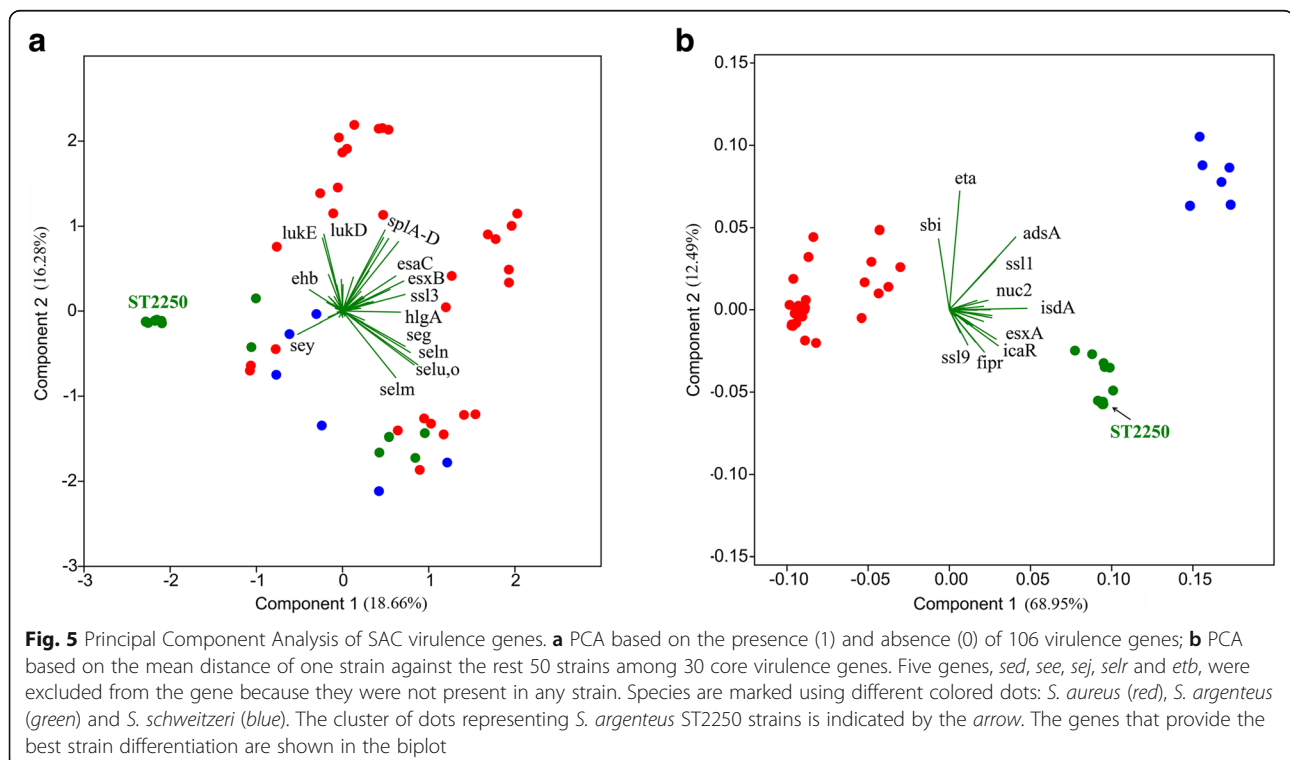 a
Component 2 (16.28%)
2
1
0
-1
-2
-3
lukE
lukD
splA-D
esaC
ehb
esxB
ssl3
ST2250
hlgA
seg
sey
seln
selu,o
selm
-3
-2
-1
0
1
2
Component 1 (18.66%)
b
Component 2 (12.49%)
0.15
0.10
0.05
0.00
-0.05
-0.10
-0.15
eta
sbi
adsA
ssl1
nuc2
isdA
esxA
icaR
ssl9
fipr
ST2250
-0.10
-0.05
0.00
0.05
0.10
0.15
Component 1 (68.95%)
Fig. 5 Principal Component Analysis of SAC virulence genes. a PCA based on the presence (1) and absence (0) of 106 virulence genes; b PCA
based on the mean distance of one strain against the rest 50 strains among 30 core virulence genes. Five genes, sed, see, sej, selr and etb, were
excluded from the gene because they were not present in any strain. Species are marked using different colored dots: S. aureus (red), S. argenteus
(green) and S. schweitzeri (blue). The cluster of dots representing S. argenteus ST2250 strains is indicated by the arrow. The genes that provide the
best strain differentiation are shown in the biplot